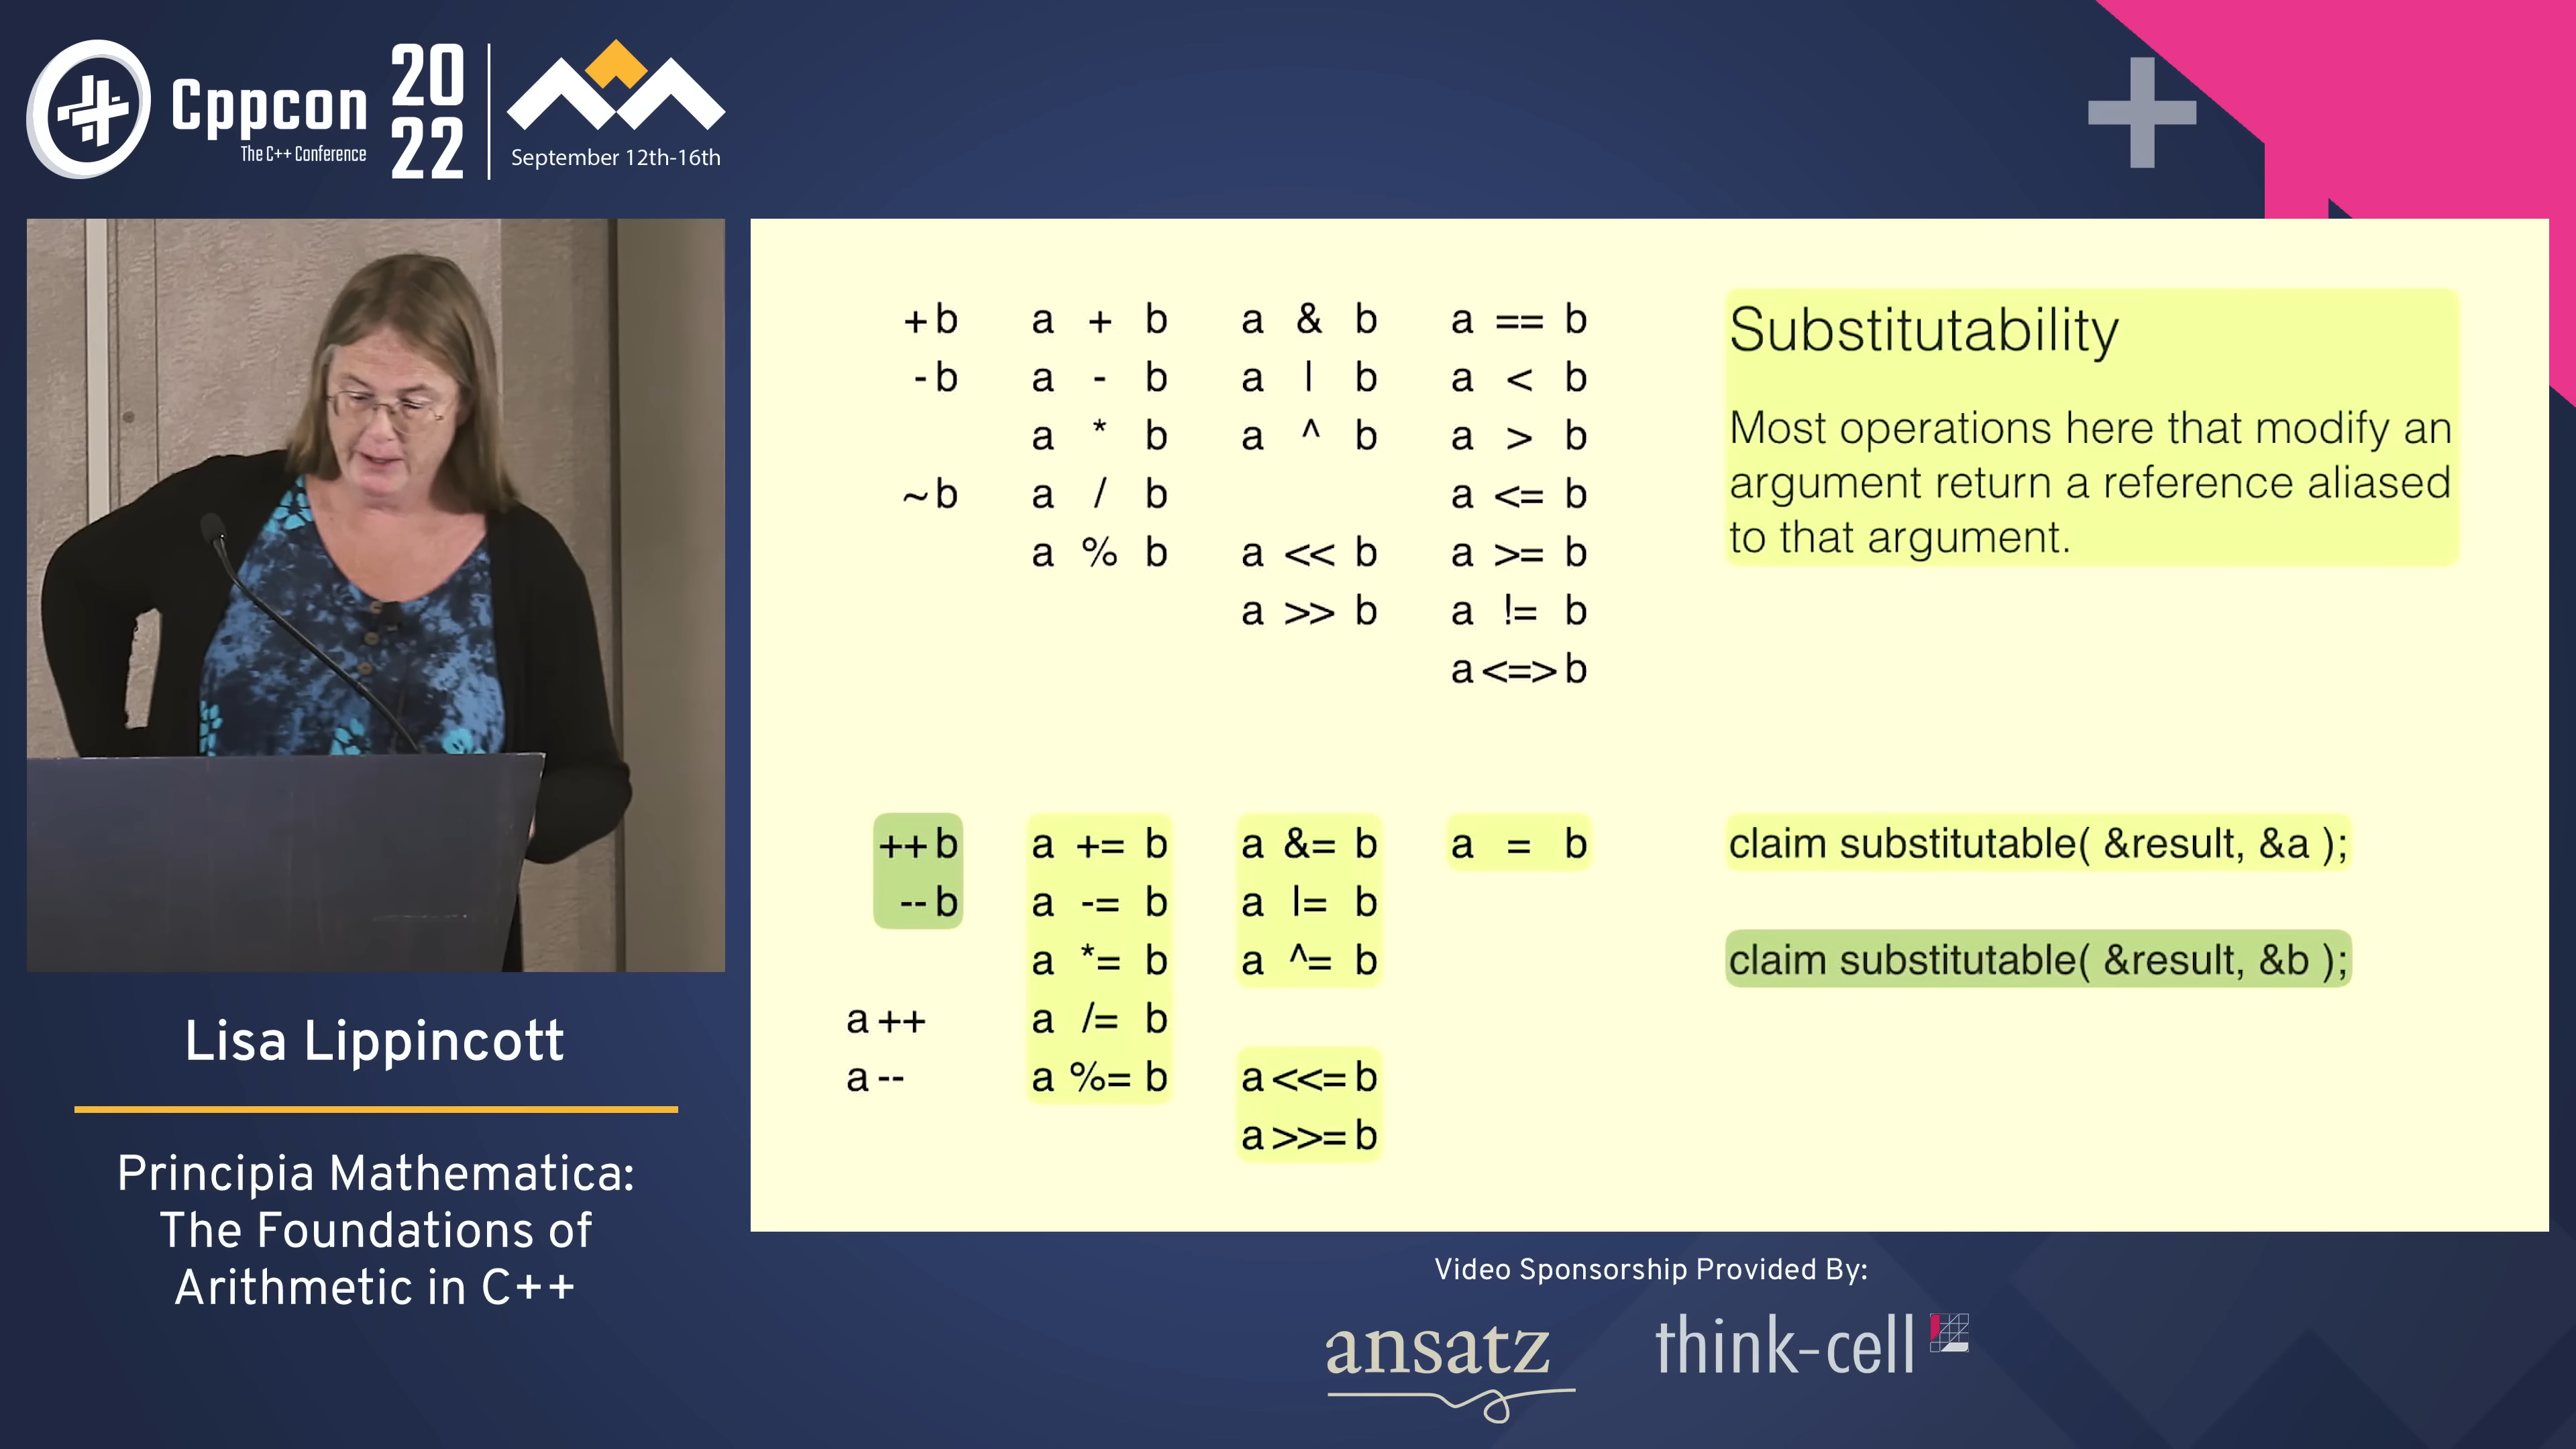 Cppcon
The C++ Conference
20
22
September 12th-16th
+b a + b a & b a == b
-b a - b a | b a < b
a * b a ^ b a > b
~b a / b a <= b
a % b a << b a >= b
a >> b a != b
a<=>b
Substitutability
Most operations here that modify an
argument return a reference aliased
to that argument.
++b a += b a &= b a = b claim substitutable( &result, &a );
--b a -= b a |= b
a *= b a ^= b claim substitutable( &result, &b );
a++ a /= b
a-- a %= b a<<=b
a>>=b
Lisa Lippincott
Principia Mathematica:
The Foundations of
Arithmetic in C++
Video Sponsorship Provided By:
ansatz
think-cell